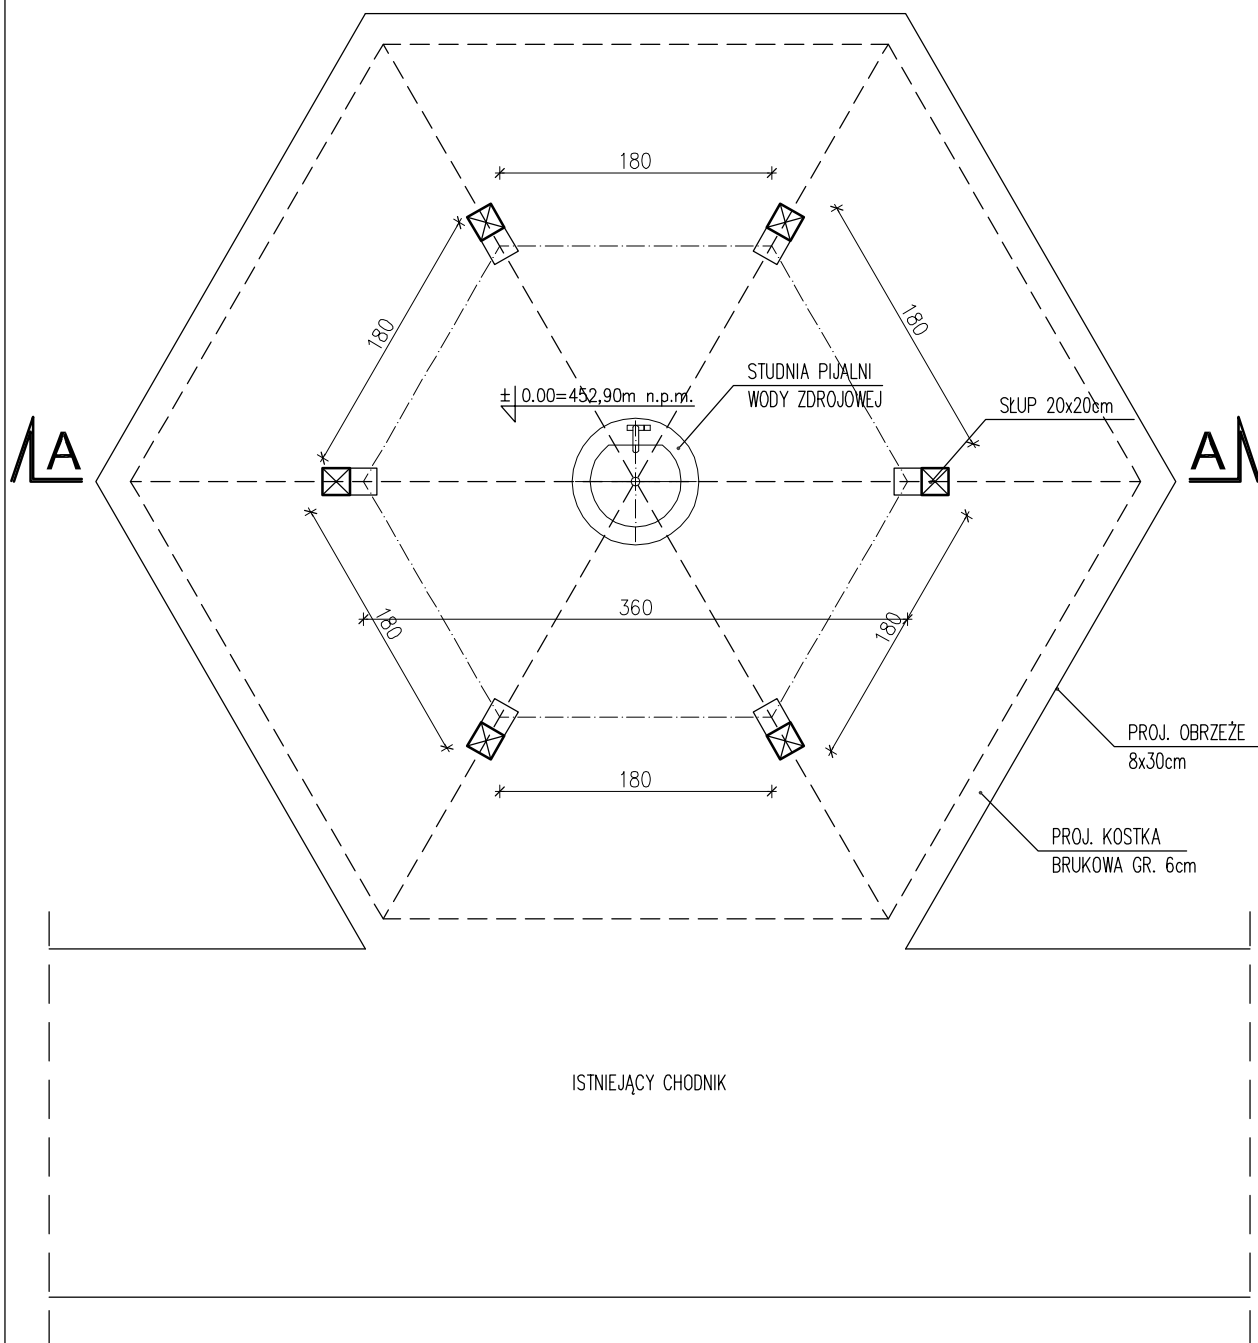 180
180
180
±0.00=452,90m n.p.m.
STUDNIA PIJALNI
WODY ZDROJOWEJ
SŁUP 20x20cm
A
A
360
180
180
180
PROJ. OBRZEŻE
8x30cm
PROJ. KOSTKA
BRUKOWA GR. 6cm
ISTNIEJĄCY CHODNIK